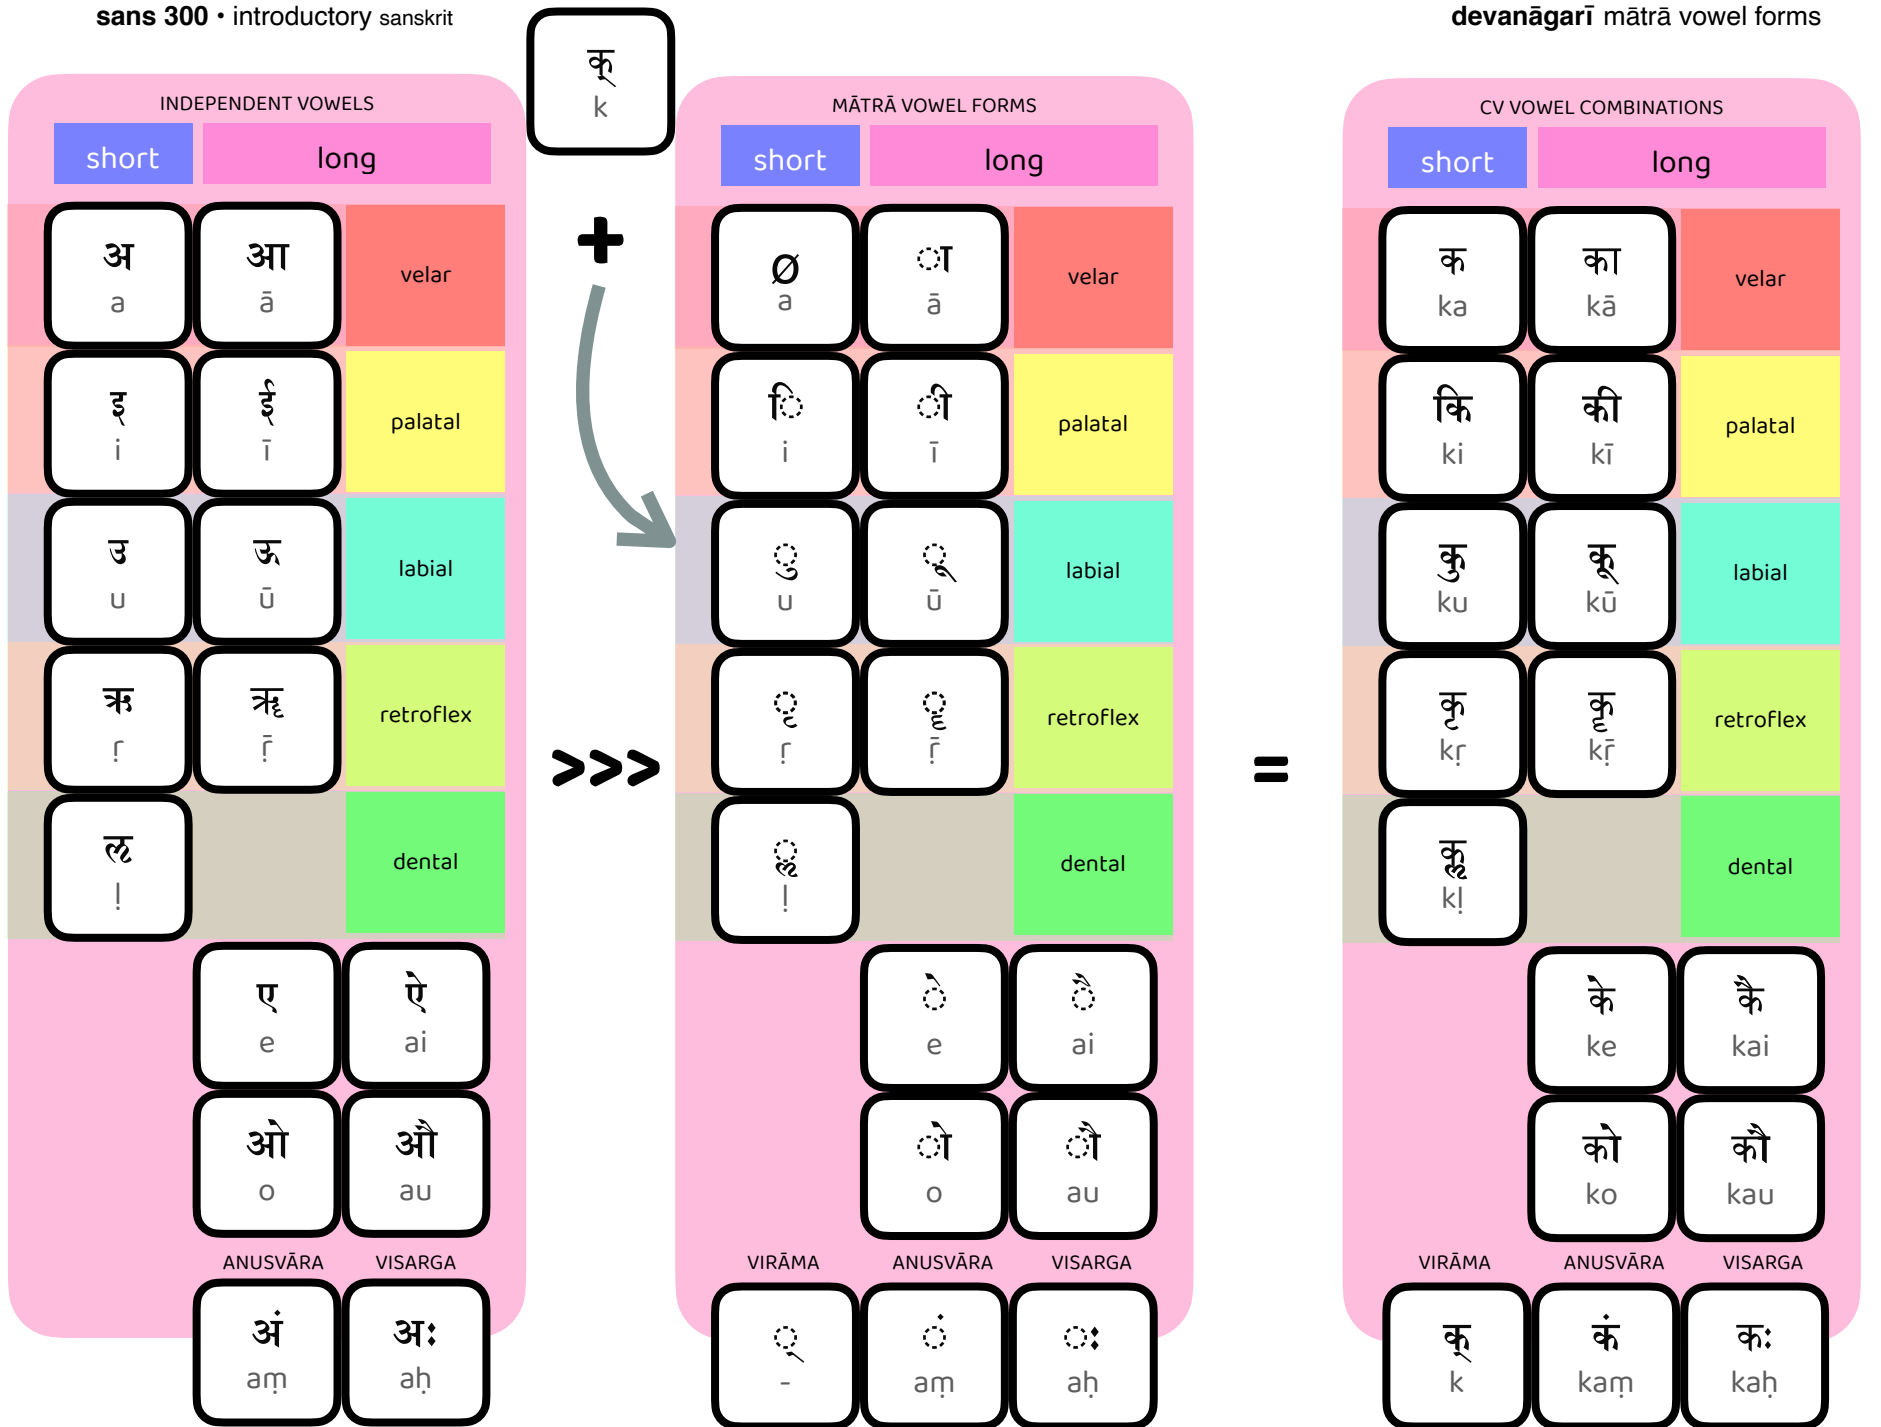 sans 300 • introductory sanskrit
devanāgarī mātrā vowel forms
क्
k
+
>>>
=
INDEPENDENT VOWELS
short long
अ आ velar
a ā
इ ई palatal
i ī
उ ऊ labial
u ū
ऋ ॠ retroflex
ṛ ṝ
ऌ dental
ḷ
ए ऐ
e ai
ओ औ
o au
ANUSVĀRA VISARGA
अं अः
aṃ aḥ
MĀTRĀ VOWEL FORMS
short long
Ø ◌ा velar
a ā
◌ि ◌ी palatal
i ī
◌ु ◌ू labial
u ū
◌ृ ◌ॄ retroflex
ṛ ṝ
◌ॢ dental
ḷ
◌े ◌ै
e ai
◌ो ◌ौ
o au
VIRĀMA ANUSVĀRA VISARGA
◌् ◌ं ◌ः
- aṃ aḥ
CV VOWEL COMBINATIONS
short long
क का velar
ka kā
कि की palatal
ki kī
कु कू labial
ku kū
कृ कॄ retroflex
kṛ kṝ
कॢ dental
kḷ
के कै
ke kai
को कौ
ko kau
VIRĀMA ANUSVĀRA VISARGA
क् कं कः
k kaṃ kaḥ